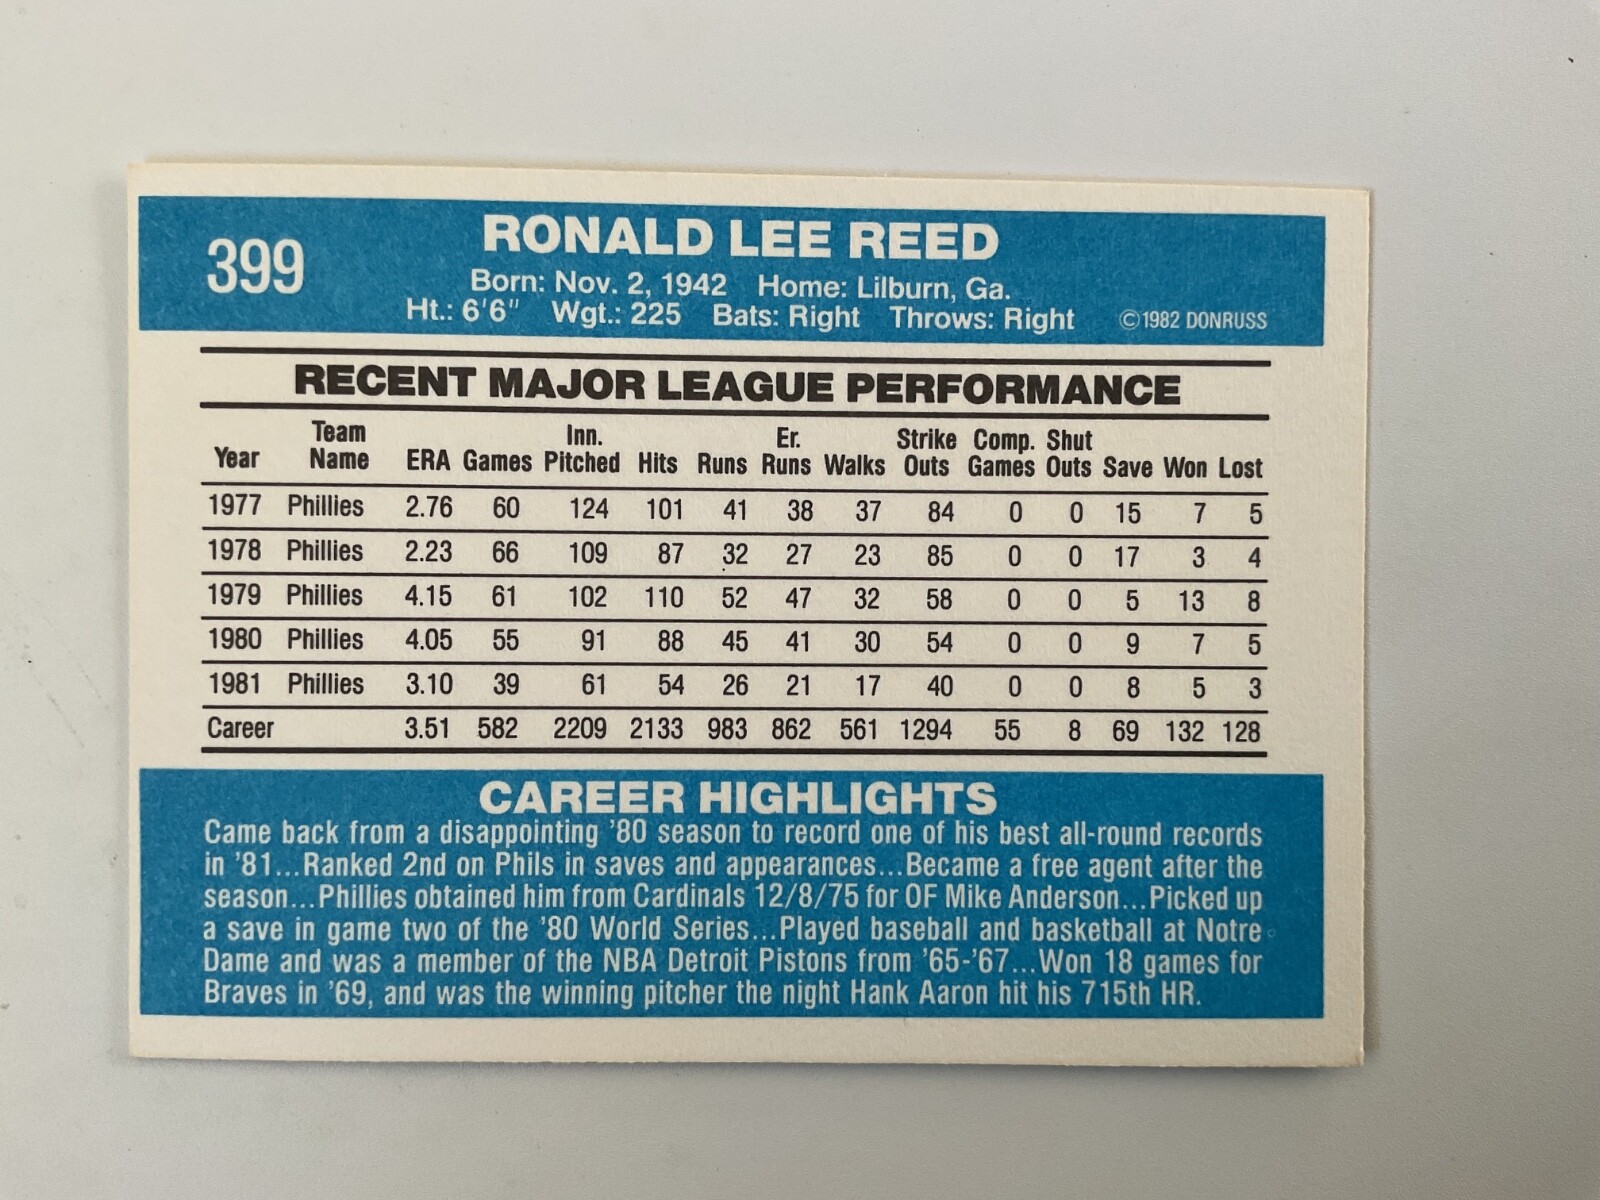 399
RONALD LEE REED
Born: Nov. 2, 1942 Home: Lilburn, Ga.
Ht.: 6'6" Wgt.: 225 Bats: Right Throws: Right ©1982 DONRUSS
RECENT MAJOR LEAGUE PERFORMANCE
Year Team Name ERA Games Inn. Pitched Hits Runs Er. Runs Walks Strike Outs Comp. Games Shut Outs Save Won Lost
1977 Phillies 2.76 60 124 101 41 38 37 84 0 0 15 7 5
1978 Phillies 2.23 66 109 87 32 27 23 85 0 0 17 3 4
1979 Phillies 4.15 61 102 110 52 47 32 58 0 0 5 13 8
1980 Phillies 4.05 55 91 88 45 41 30 54 0 0 9 7 5
1981 Phillies 3.10 39 61 54 26 21 17 40 0 0 8 5 3
Career 3.51 582 2209 2133 983 862 561 1294 55 8 69 132 128
CAREER HIGHLIGHTS
Came back from a disappointing '80 season to record one of his best all-round records
in '81...Ranked 2nd on Phils in saves and appearances...Became a free agent after the
season...Phillies obtained him from Cardinals 12/8/75 for OF Mike Anderson...Picked up
a save in game two of the '80 World Series...Played baseball and basketball at Notre
Dame and was a member of the NBA Detroit Pistons from '65-'67...Won 18 games for
Braves in '69, and was the winning pitcher the night Hank Aaron hit his 715th HR.